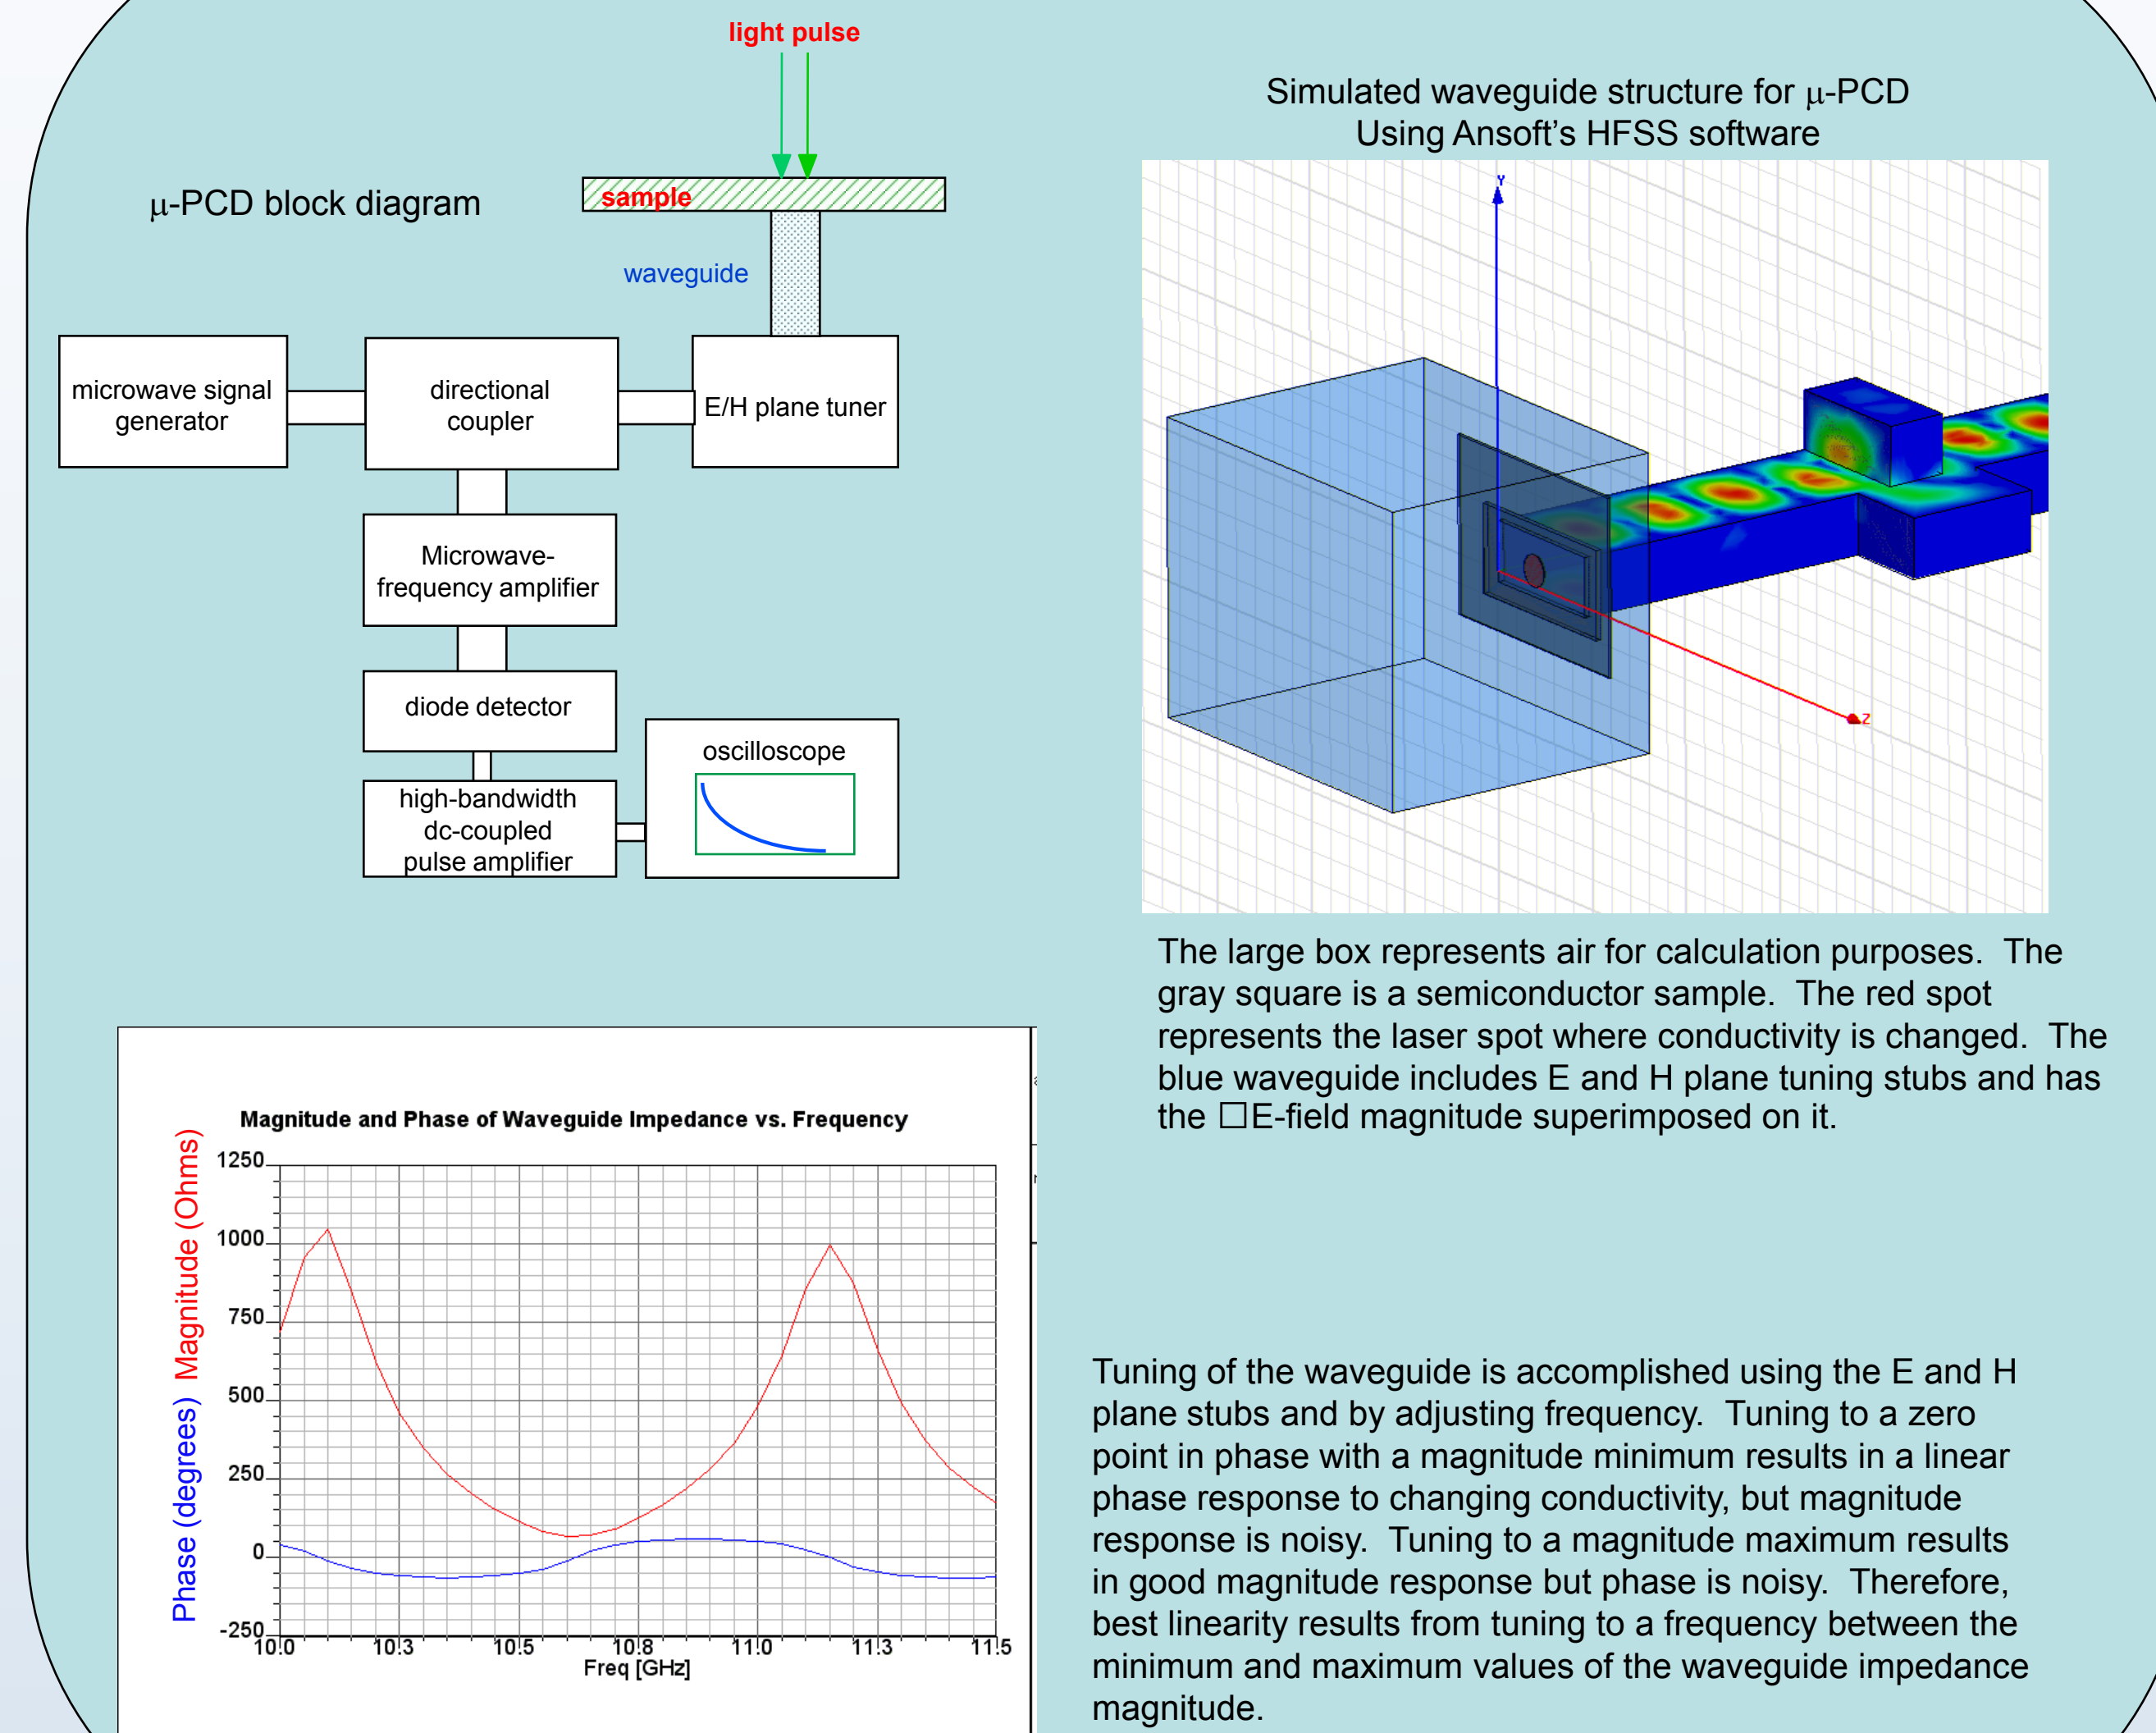 light pulse
sample
μ-PCD block diagram
waveguide
microwave signal
generator
directional
coupler
E/H plane tuner
Microwave-
frequency amplifier
diode detector
oscilloscope
high-bandwidth
dc-coupled
pulse amplifier
Simulated waveguide structure for μ-PCD
Using Ansoft’s HFSS software
Y
Z
The large box represents air for calculation purposes. The
gray square is a semiconductor sample. The red spot
represents the laser spot where conductivity is changed. The
blue waveguide includes E and H plane tuning stubs and has
the □E-field magnitude superimposed on it.
Magnitude and Phase of Waveguide Impedance vs. Frequency
Phase (degrees) Magnitude (Ohms)
1250
1000
750
500
250
0
-250
10.0 10.3 10.5 10.8 11.0 11.3 11.5
Freq [GHz]
Tuning of the waveguide is accomplished using the E and H
plane stubs and by adjusting frequency. Tuning to a zero
point in phase with a magnitude minimum results in a linear
phase response to changing conductivity, but magnitude
response is noisy. Tuning to a magnitude maximum results
in good magnitude response but phase is noisy. Therefore,
best linearity results from tuning to a frequency between the
minimum and maximum values of the waveguide impedance
magnitude.